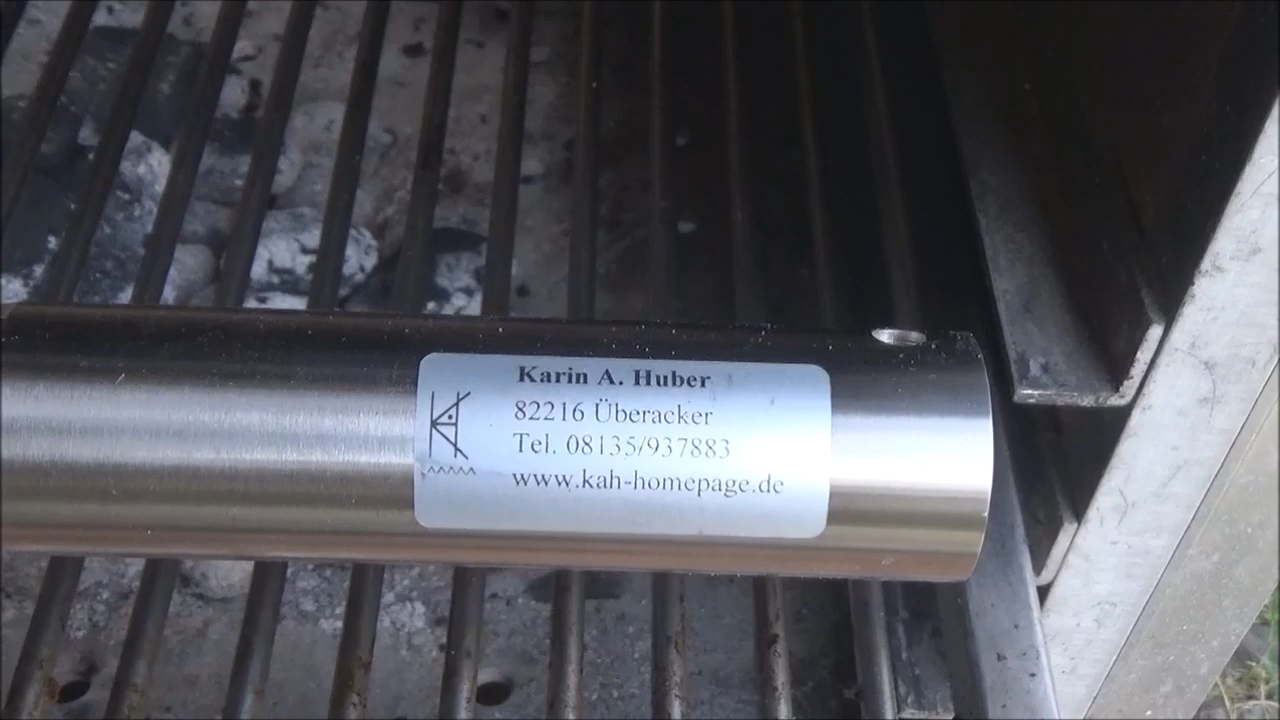 Karin A. Huber
82216 Überacker
Tel. 08135/937883
www.kah-homepage.de